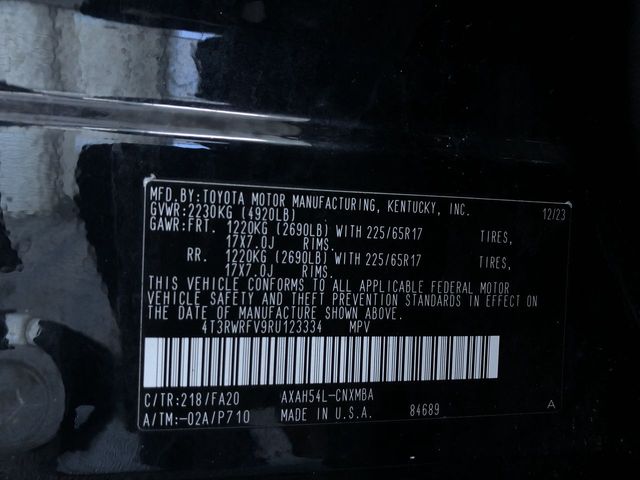 MFD.BY:TOYOTA MOTOR MANUFACTURING, KENTUCKY, INC. 12/23
GVWR:2230KG (4920LB)
GAWR:FRT. 1220KG (2690LB) WITH 225/65R17 TIRES,
17X7.0J RIMS.
RR. 1220KG (2690LB) WITH 225/65R17 TIRES,
17X7.0J RIMS.
THIS VEHICLE CONFORMS TO ALL APPLICABLE FEDERAL MOTOR
VEHICLE SAFETY AND THEFT PREVENTION STANDARDS IN EFFECT ON
THE DATE OF MANUFACTURE SHOWN ABOVE.
4T3RWRFV9RU123334 MPV
C/TR:218/FA20 AXAH54L-CNXMBA A
A/TM:-02A/P710 MADE IN U.S.A. 84689